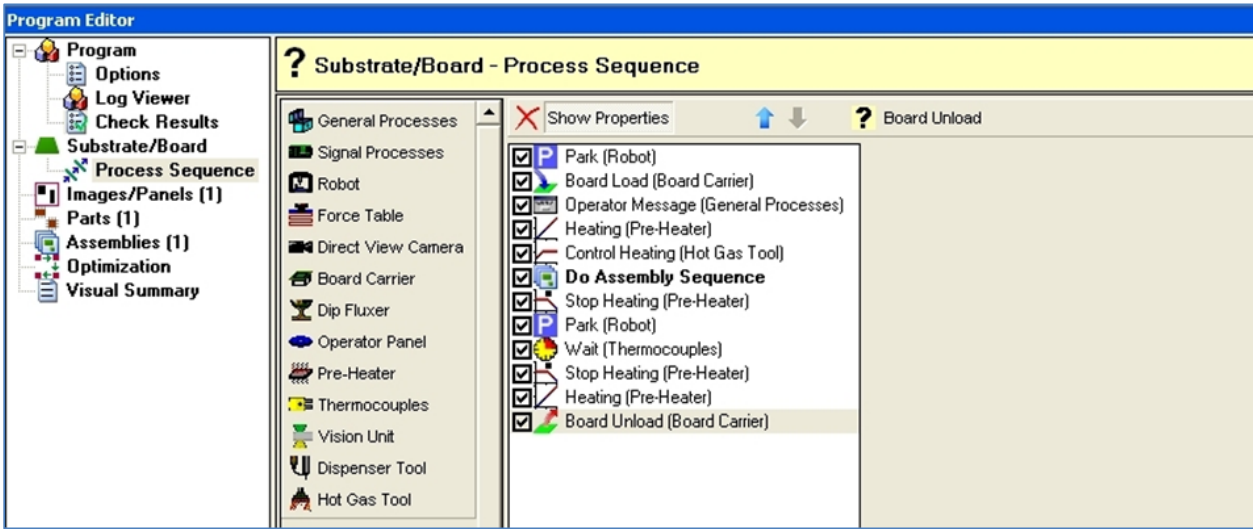 Program Editor
Program
Options
Log Viewer
Check Results
Substrate/Board
Process Sequence
Images/Panels (1)
Parts (1)
Assemblies (1)
Optimization
Visual Summary
? Substrate/Board - Process Sequence
General Processes
Signal Processes
Robot
Force Table
Direct View Camera
Board Carrier
Dip Fluxer
Operator Panel
Pre-Heater
Thermocouples
Vision Unit
Dispenser Tool
Hot Gas Tool
Show Properties
? Board Unload
P Park (Robot)
Board Load (Board Carrier)
Operator Message (General Processes)
Heating (Pre-Heater)
Control Heating (Hot Gas Tool)
Do Assembly Sequence
Stop Heating (Pre-Heater)
P Park (Robot)
Wait (Thermocouples)
Stop Heating (Pre-Heater)
Heating (Pre-Heater)
Board Unload (Board Carrier)